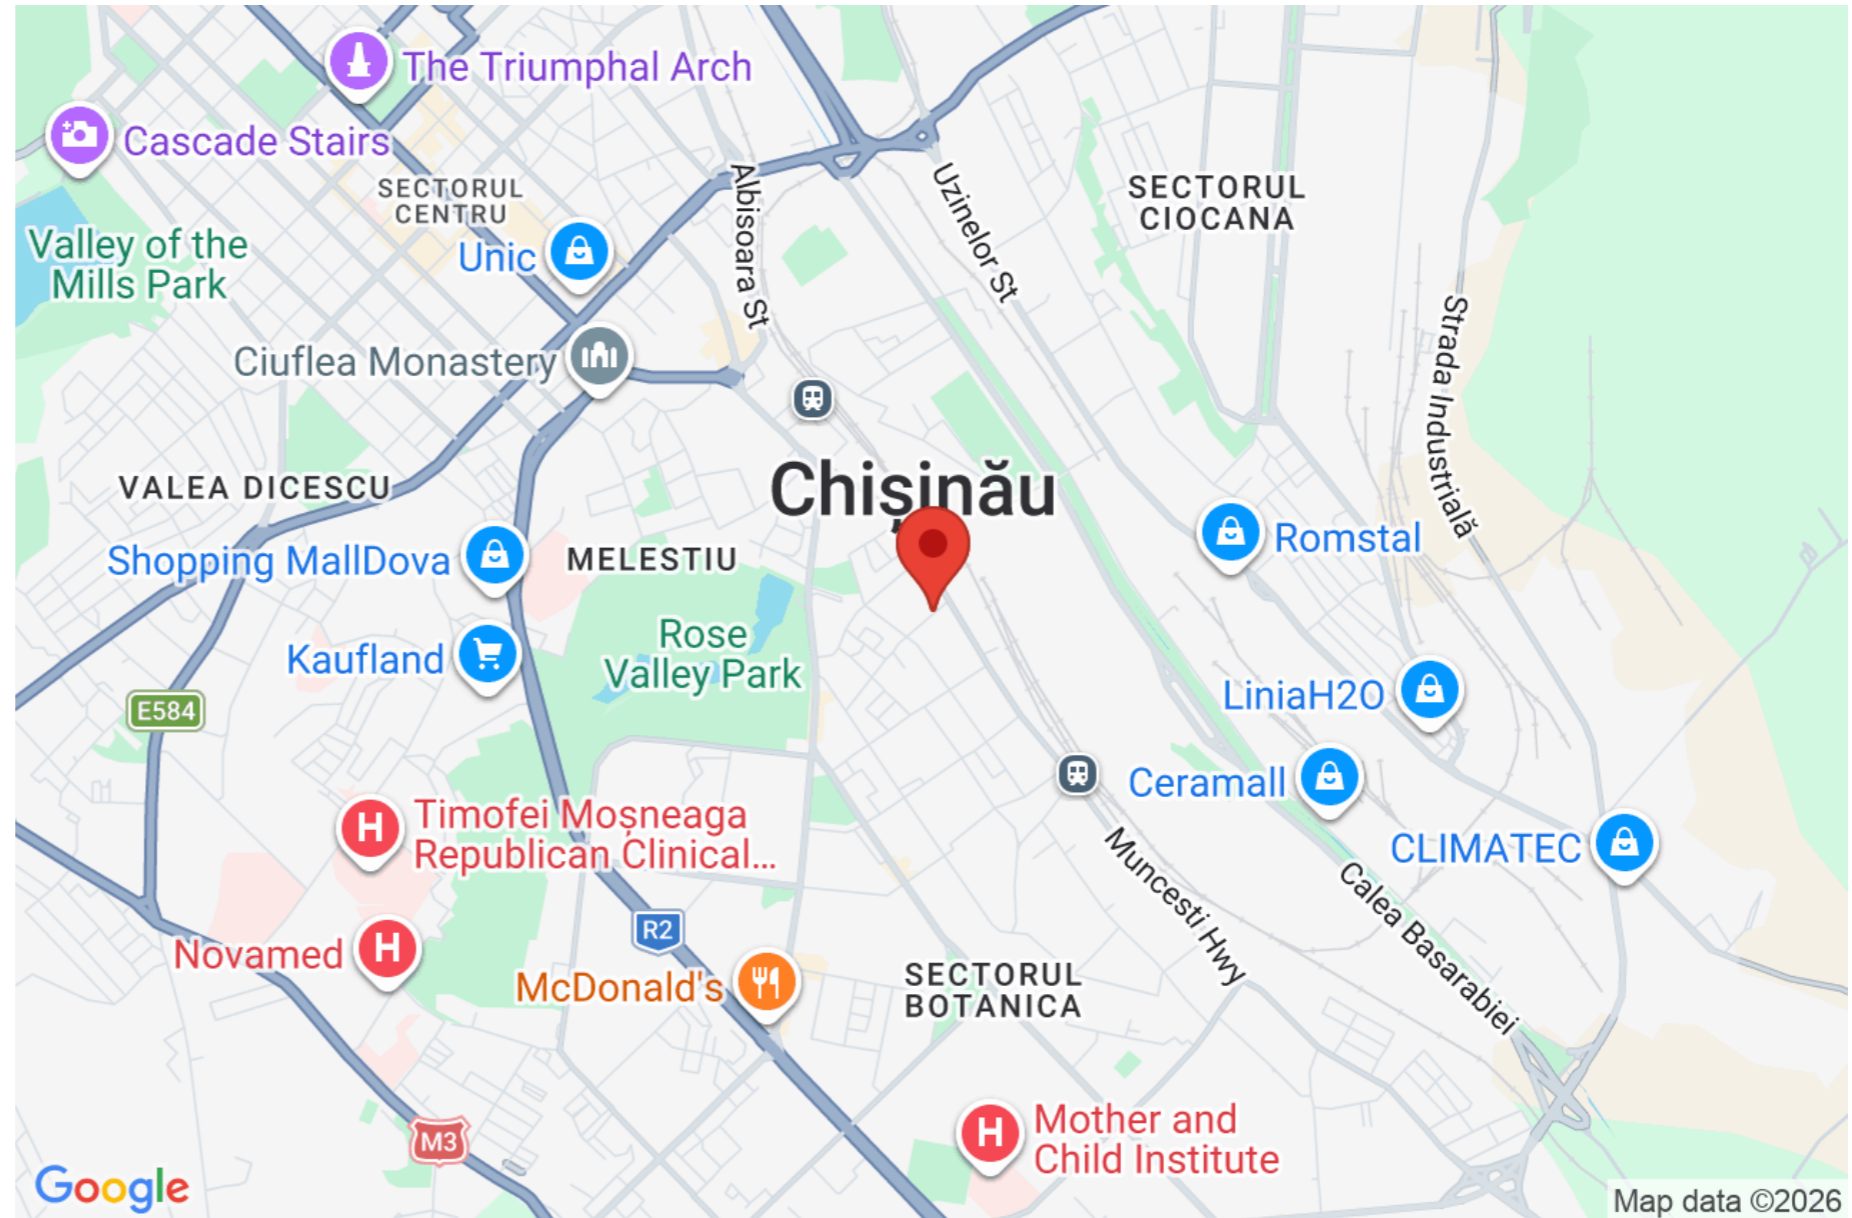 The Triumphal Arch
Cascade Stairs
SECTORUL
CENTRU
Valley of the
Mills Park
Unic
Albisoara St
Uzinelor St
SECTORUL
CIOCANA
Strada Industrială
Ciuflea Monastery
Chișinău
VALEA DICESCU
Shopping MallDova
MELESTIU
Romstal
Rose
Valley Park
Kaufland
E584
LiniaH2O
Ceramall
CLIMATEC
H
Timofei Moșneaga
Republican Clinical...
Muncesti Hwy
Calea Basarabiei
R2
Novamed
H
McDonald's
SECTORUL
BOTANICA
M3
H
Mother and
Child Institute
Google
Map data ©2026